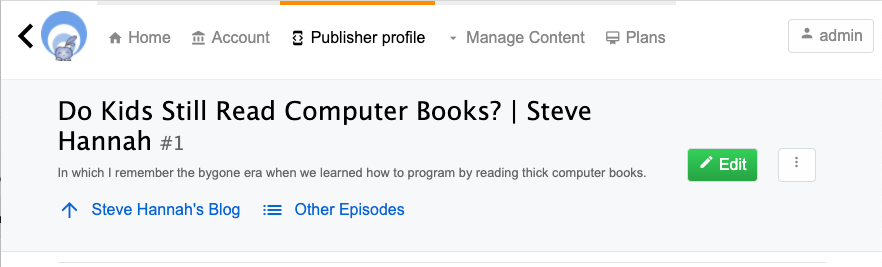 Home Account Publisher profile Manage Content Plans admin
Do Kids Still Read Computer Books? | Steve
Hannah #1
In which I remember the bygone era when we learned how to program by reading thick computer books.
Edit
Steve Hannah's Blog Other Episodes